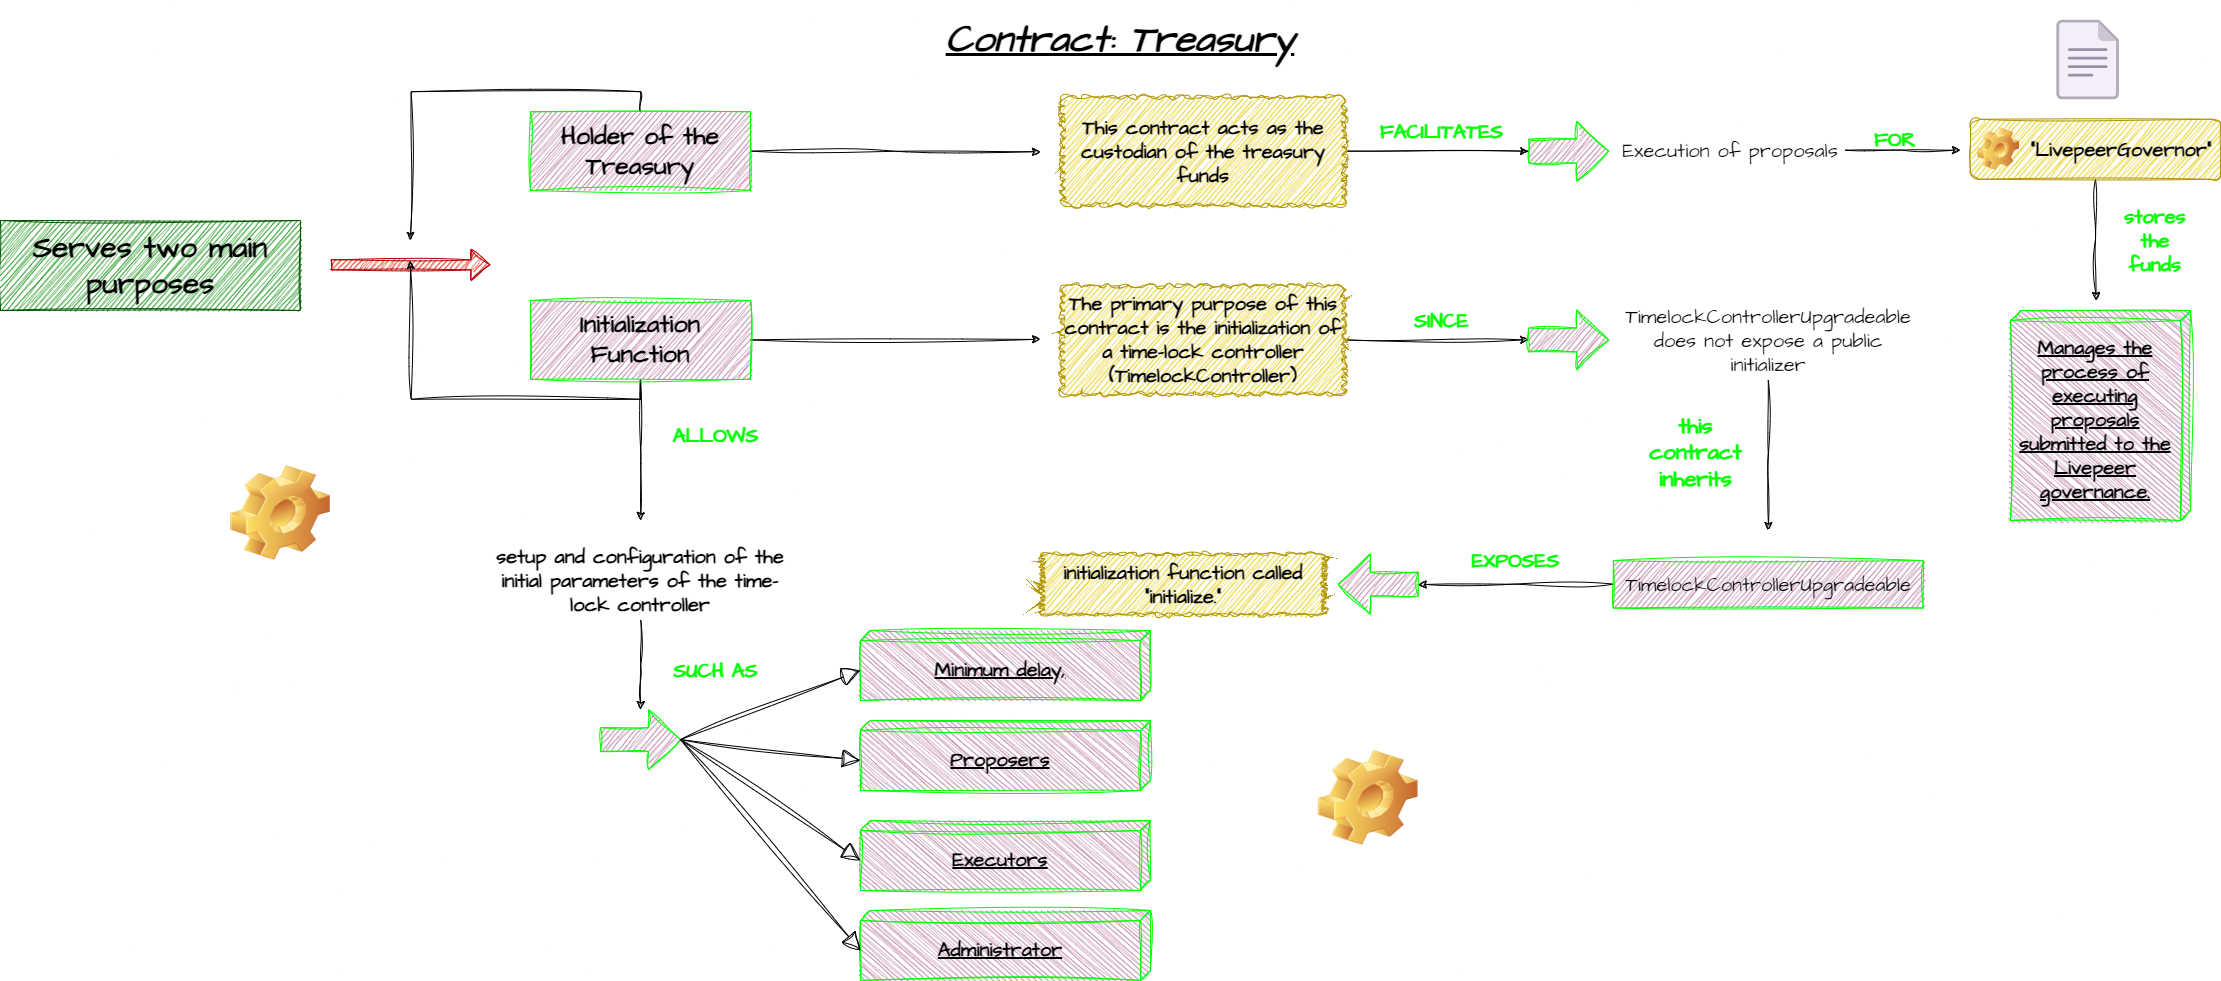 Contract: Treasury
Serves two main
purposes
Holder of the
Treasury
This contract acts as the
custodian of the treasury
funds
FACILITATES
Execution of proposals
FOR
"LivepeerGovernor"
stores
the
funds
Manages the
process of
executing
proposals
submitted to the
Livepeer
governance.
Initialization
Function
The primary purpose of this
contract is the initialization of
a time-lock controller
(TimelockController)
SINCE
TimelockControllerUpgradeable
does not expose a public
initializer
this
contract
inherits
TimelockControllerUpgradeable
EXPOSES
initialization function called
"initialize."
ALLOWS
setup and configuration of the
initial parameters of the time-
lock controller
SUCH AS
Minimum delay,
Proposers
Executors
Administrator